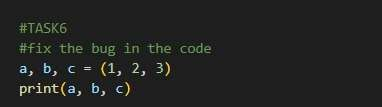 #TASK6
#fix the bug in the code
a, b, c = (1, 2, 3)
print(a, b, c)